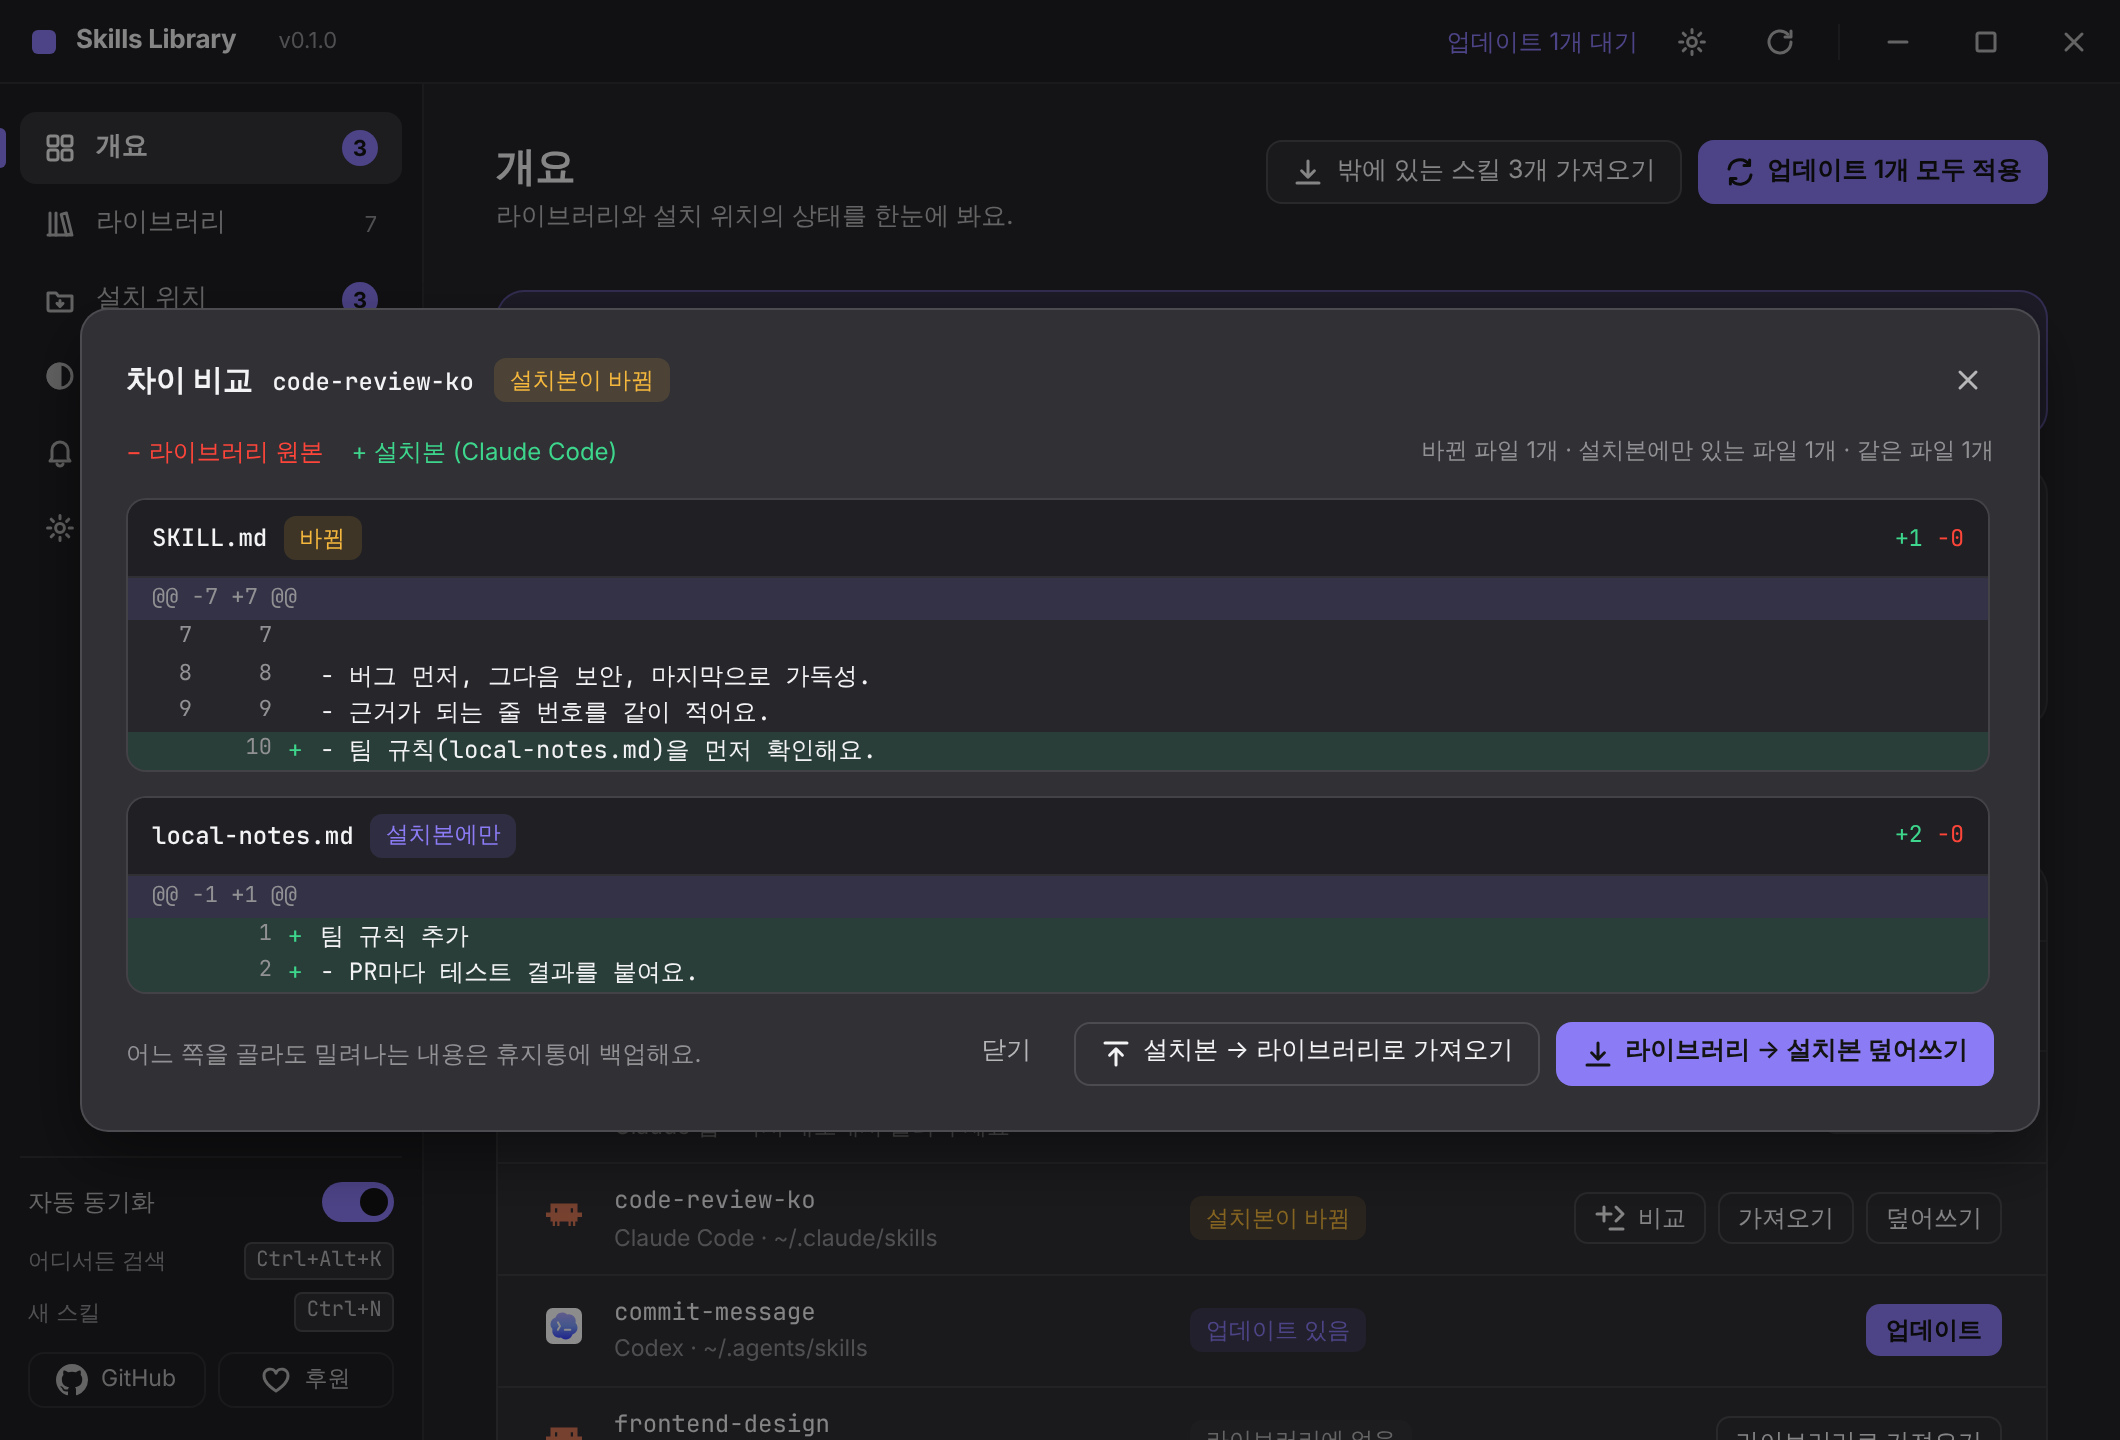 Skills Library v0.1.0
업데이트 1개 대기
개요 3
라이브러리 7
설치 위치 3
개요
라이브러리와 설치 위치의 상태를 한눈에 봐요.
밖에 있는 스킬 3개 가져오기
업데이트 1개 모두 적용
차이 비교 code-review-ko 설치본이 바뀜
− 라이브러리 원본 + 설치본 (Claude Code)
바뀐 파일 1개 · 설치본에만 있는 파일 1개 · 같은 파일 1개
SKILL.md 바뀜 +1 -0
@@ -7 +7 @@
7 7
8 8 - 버그 먼저, 그다음 보안, 마지막으로 가독성.
9 9 - 근거가 되는 줄 번호를 같이 적어요.
10 + - 팀 규칙(local-notes.md)을 먼저 확인해요.
local-notes.md 설치본에만 +2 -0
@@ -1 +1 @@
1 + 팀 규칙 추가
2 + - PR마다 테스트 결과를 붙여요.
어느 쪽을 골라도 밀려나는 내용은 휴지통에 백업해요.
닫기
설치본 → 라이브러리로 가져오기
라이브러리 → 설치본 덮어쓰기
자동 동기화
어디서든 검색 Ctrl+Alt+K
새 스킬 Ctrl+N
GitHub
후원
code-review-ko
Claude Code · ~/.claude/skills
설치본이 바뀜
비교
가져오기
덮어쓰기
commit-message
Codex · ~/.agents/skills
업데이트 있음
업데이트
frontend-design